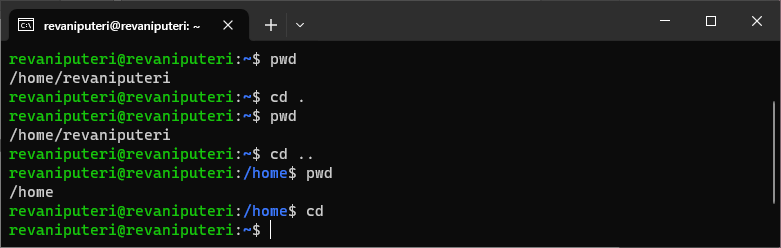 revaniputeri@revaniputeri: ~
revaniputeri@revaniputeri:~$ pwd
/home/revaniputeri
revaniputeri@revaniputeri:~$ cd .
revaniputeri@revaniputeri:~$ pwd
/home/revaniputeri
revaniputeri@revaniputeri:~$ cd ..
revaniputeri@revaniputeri:/home$ pwd
/home
revaniputeri@revaniputeri:/home$ cd
revaniputeri@revaniputeri:~$